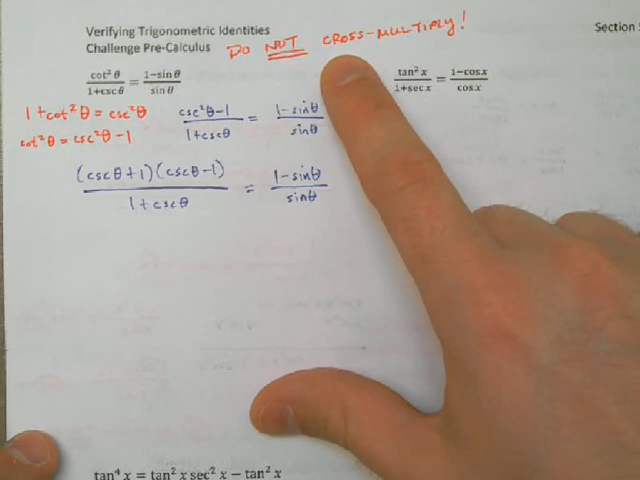 Verifying Trigonometric Identities
Section
Challenge Pre-Calculus DO NOT CROSS-MULTIPLY!
cot²θ/1+cscθ = 1−sinθ/sinθ
tan²x/1+secx = 1−cosx/cosx
1+cot²θ = csc²θ
csc²θ−1/1+cscθ = 1−sinθ/sinθ
cot²θ = csc²θ−1
(cscθ+1)(cscθ−1)/1+cscθ = 1−sinθ/sinθ
tan⁴x = tan²x sec²x − tan²x